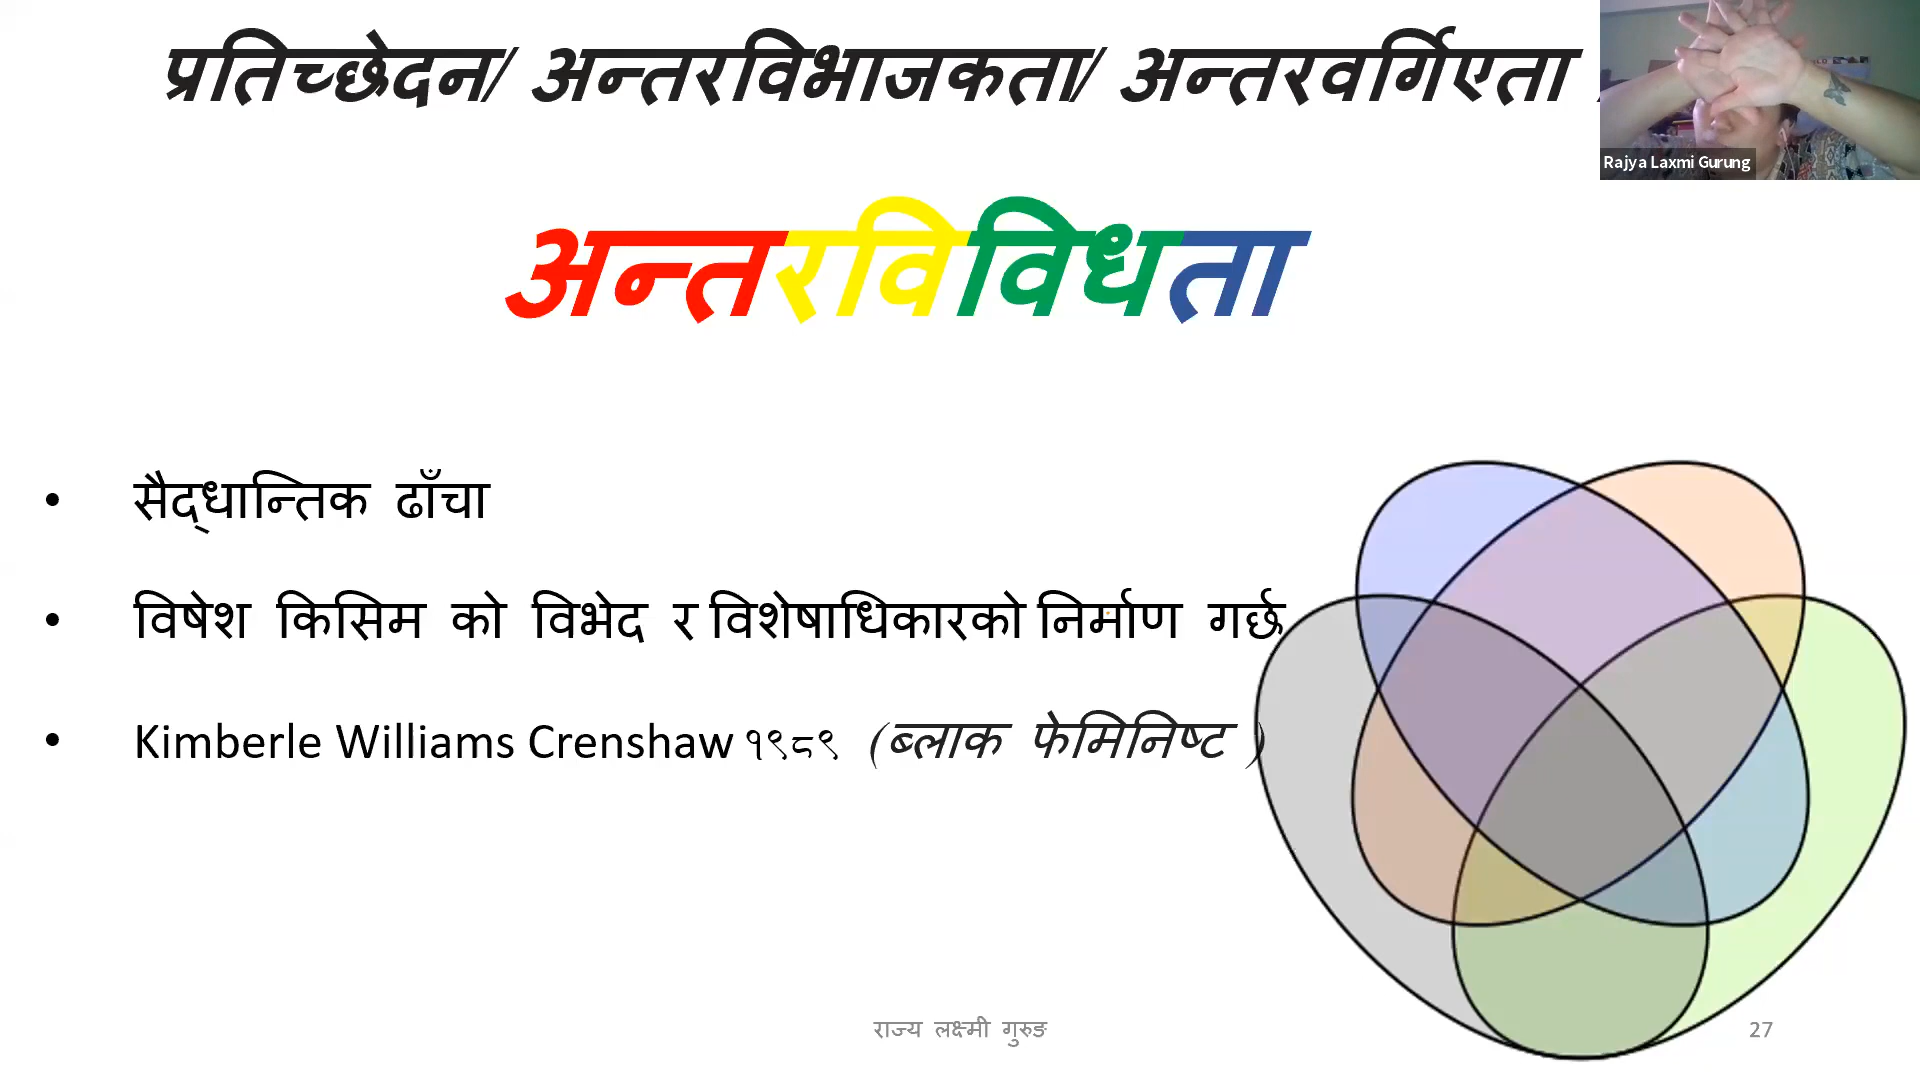 प्रतिच्छेदन/ अन्तरविभाजकता/ अन्तरवर्गिएता
Rajya Laxmi Gurung
अन्तरविविधता
• सैद्धान्तिक ढाँचा
• विषेश किसिम को विभेद र विशेषाधिकारको निर्माण गर्छ
• Kimberle Williams Crenshaw १९८९ (ब्लाक फेमिनिष्ट )
राज्य लक्ष्मी गुरुङ
27